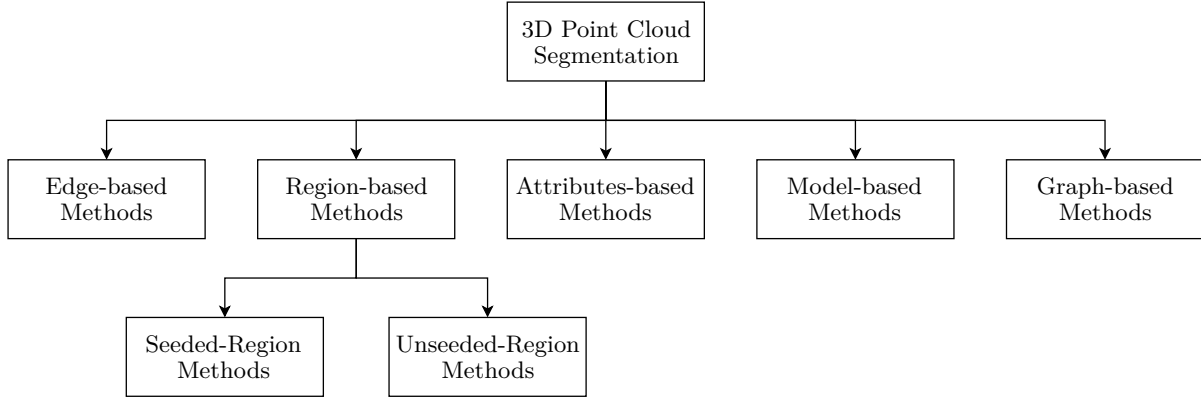 3D Point Cloud
Segmentation
Edge-based
Methods
Region-based
Methods
Attributes-based
Methods
Model-based
Methods
Graph-based
Methods
Seeded-Region
Methods
Unseeded-Region
Methods